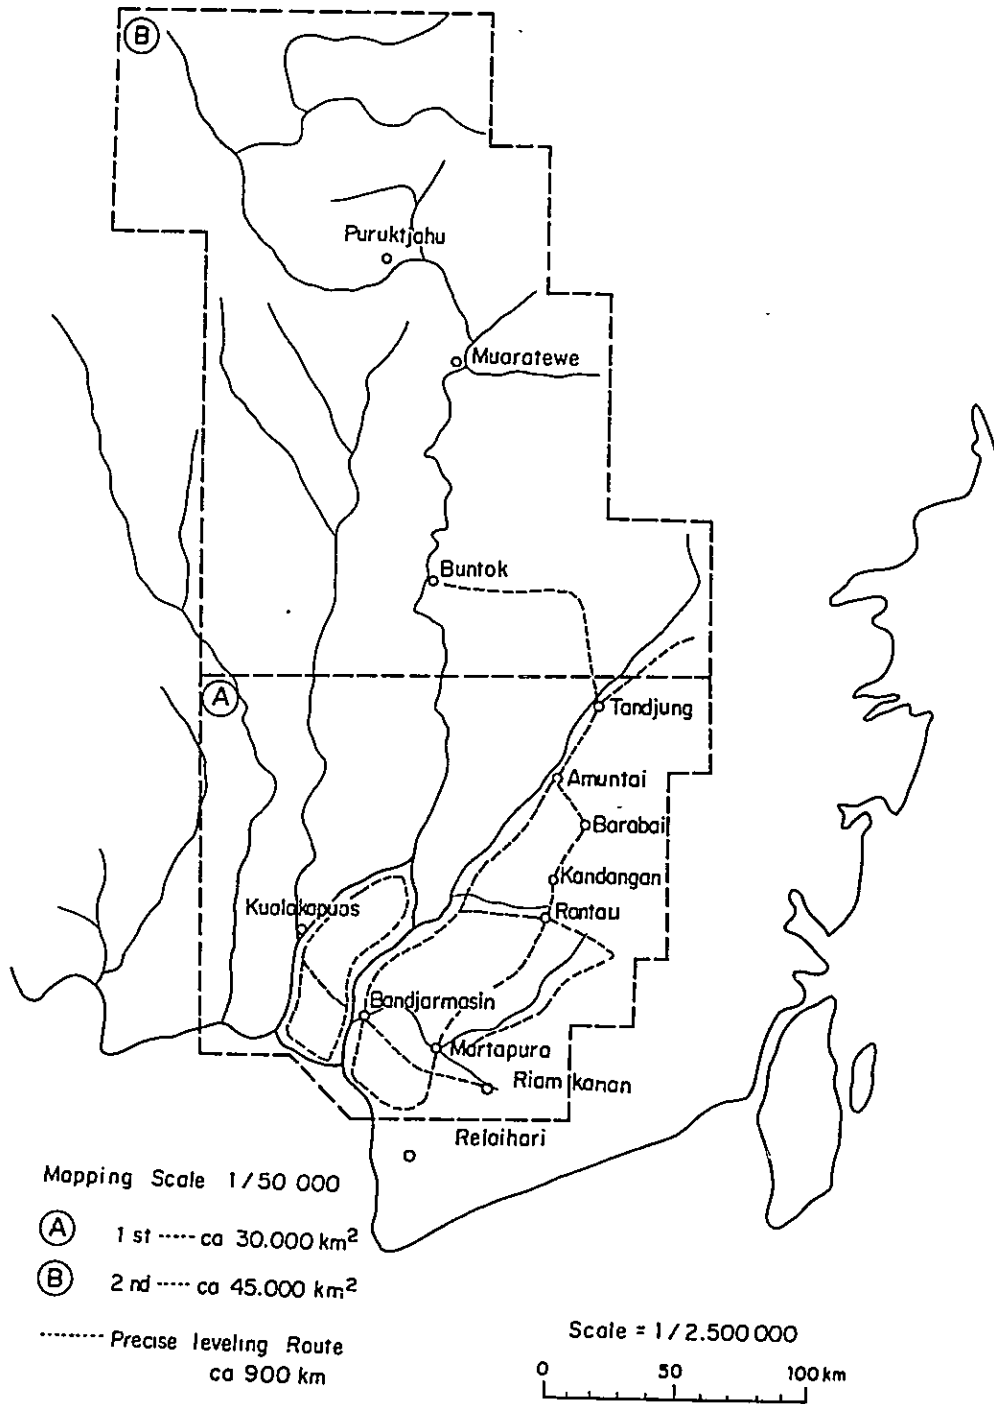 B
Puruktjahu
Muaratewe
Buntok
A
Tandjung
Amuntai
Barabai
Kandangan
Kualakapuas
Rantau
Bandjarmasin
Martapura
Riam kanan
Relaihari
Mapping Scale 1/50 000
A 1 st ----- ca 30.000 km²
B 2 nd ----- ca 45.000 km²
-------- Precise leveling Route
ca 900 km
Scale = 1/2.500 000
0 50 100 km